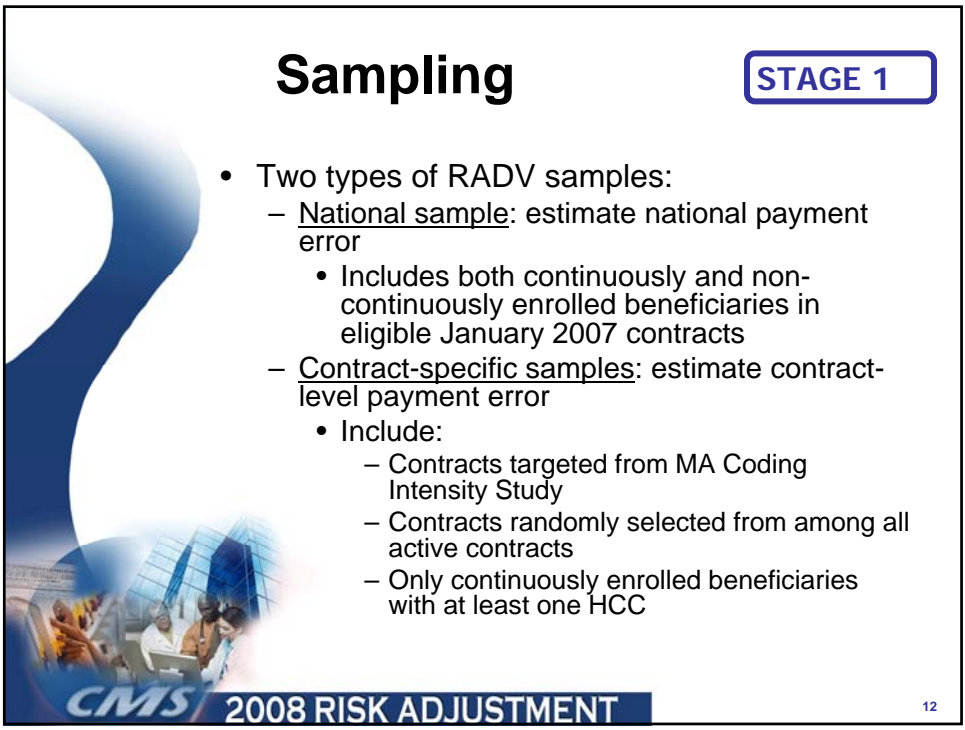 Sampling
STAGE 1
• Two types of RADV samples:
– National sample: estimate national payment
error
• Includes both continuously and non-
continuously enrolled beneficiaries in
eligible January 2007 contracts
– Contract-specific samples: estimate contract-
level payment error
• Include:
– Contracts targeted from MA Coding
Intensity Study
– Contracts randomly selected from among all
active contracts
– Only continuously enrolled beneficiaries
with at least one HCC
CMS 2008 RISK ADJUSTMENT
12